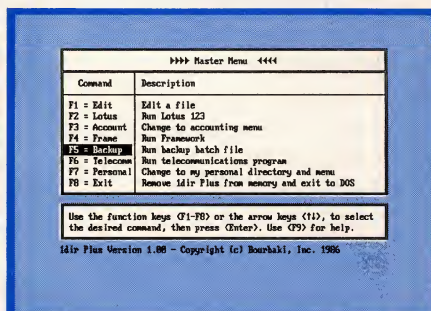 ►►►► Master Menu ◄◄◄◄
Command Description
F1 = Edit Edit a file
F2 = Lotus Run Lotus 123
F3 = Account Change to accounting menu
F4 = Frame Run Framework
F5 = Backup Run backup batch file
F6 = Telecomm Run telecommunications program
F7 = Personal Change to my personal directory and menu
F8 = Exit Remove 1dir Plus from memory and exit to DOS
Use the function keys <F1-F8> or the arrow keys <↑↓>, to select
the desired command, then press <Enter>. Use <F9> for help.
1dir Plus Version 1.00 - Copyright (c) Bourbaki, Inc. 1986